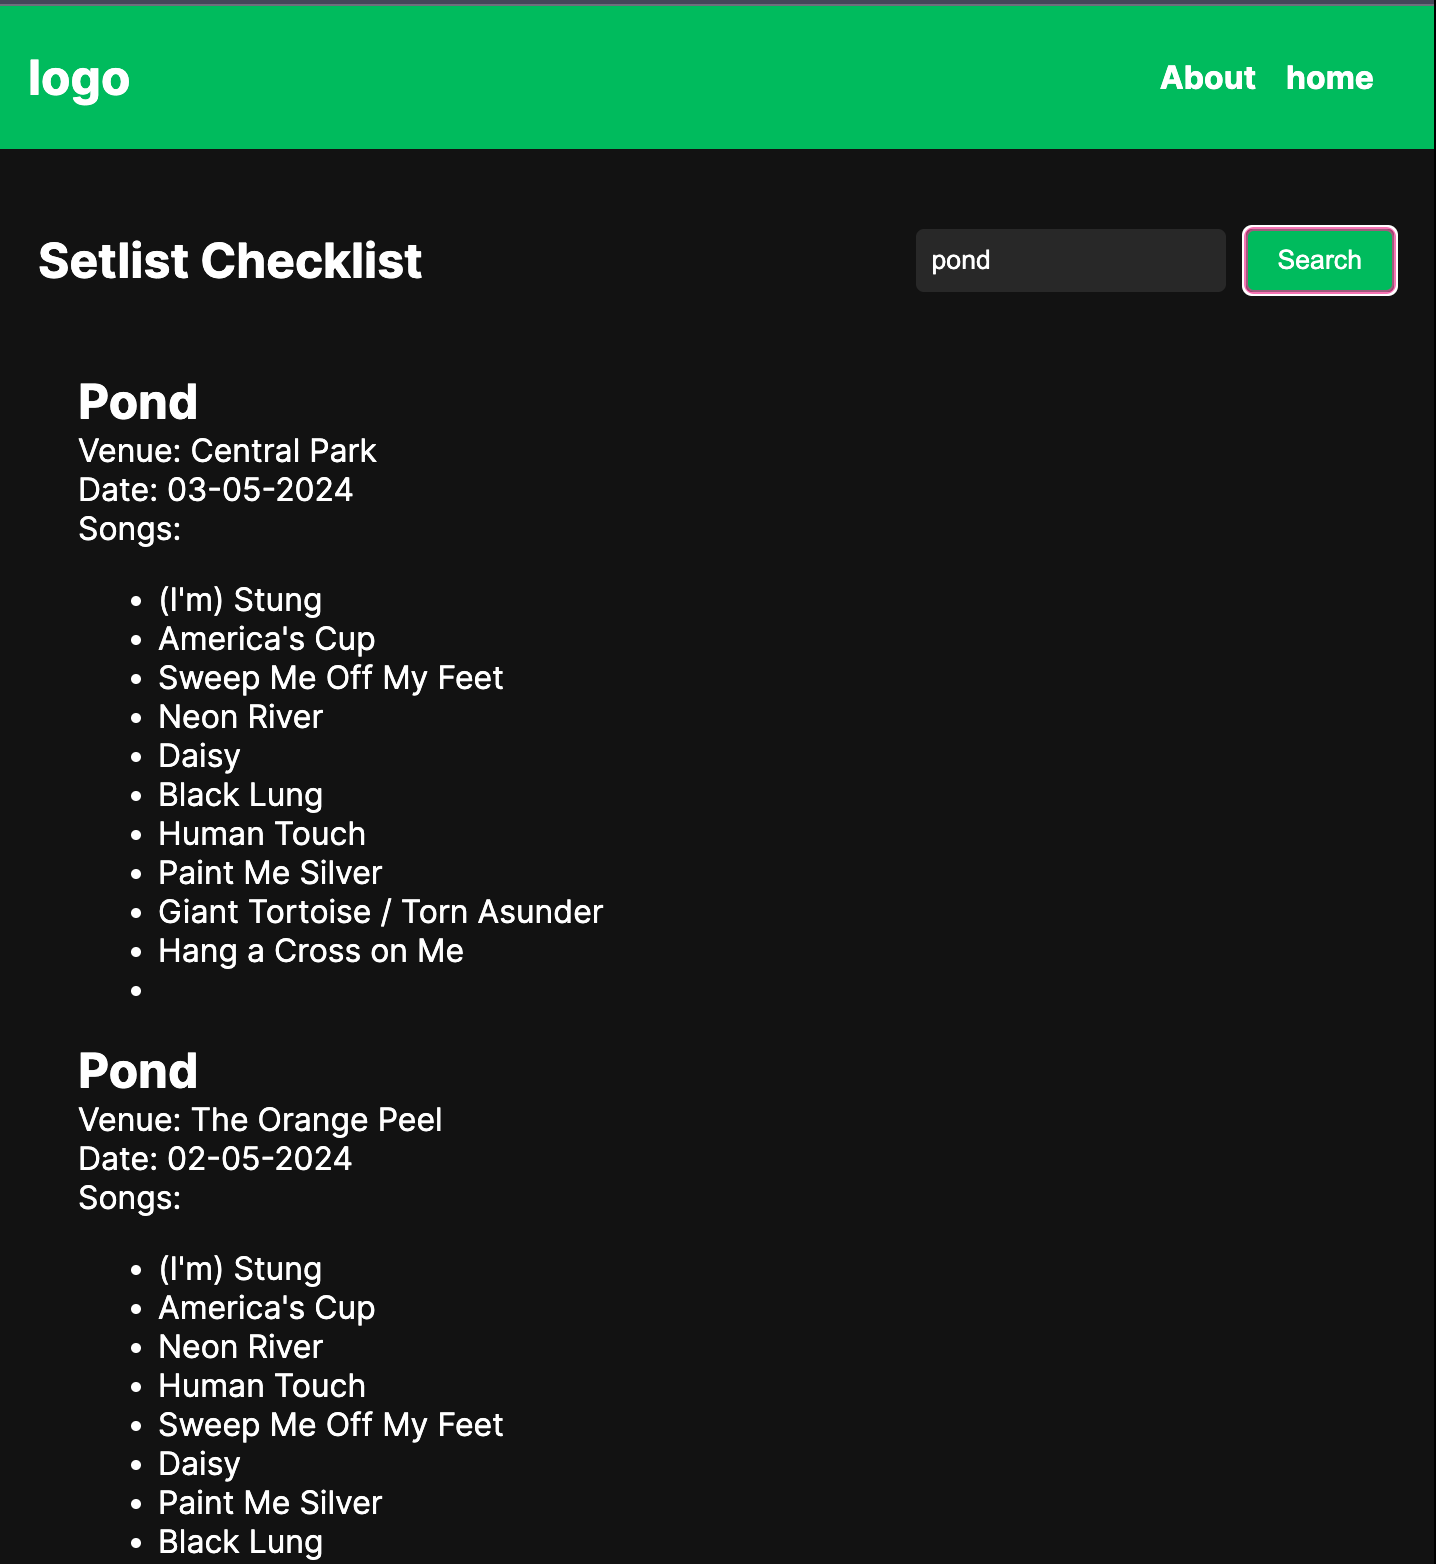 logo
About home
Setlist Checklist
pond
Search
Pond
Venue: Central Park
Date: 03-05-2024
Songs:
(I'm) Stung
America's Cup
Sweep Me Off My Feet
Neon River
Daisy
Black Lung
Human Touch
Paint Me Silver
Giant Tortoise / Torn Asunder
Hang a Cross on Me
Pond
Venue: The Orange Peel
Date: 02-05-2024
Songs:
(I'm) Stung
America's Cup
Neon River
Human Touch
Sweep Me Off My Feet
Daisy
Paint Me Silver
Black Lung